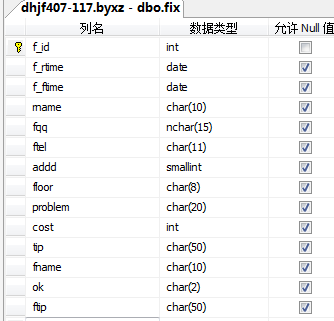 dhjf407-117.byxz - dbo.fix
列名 数据类型 允许 Null 值
f_id int
f_rtime date
f_ftime date
rname char(10)
fqq nchar(15)
ftel char(11)
addd smallint
floor char(8)
problem char(20)
cost int
tip char(50)
fname char(10)
ok char(2)
ftip char(50)